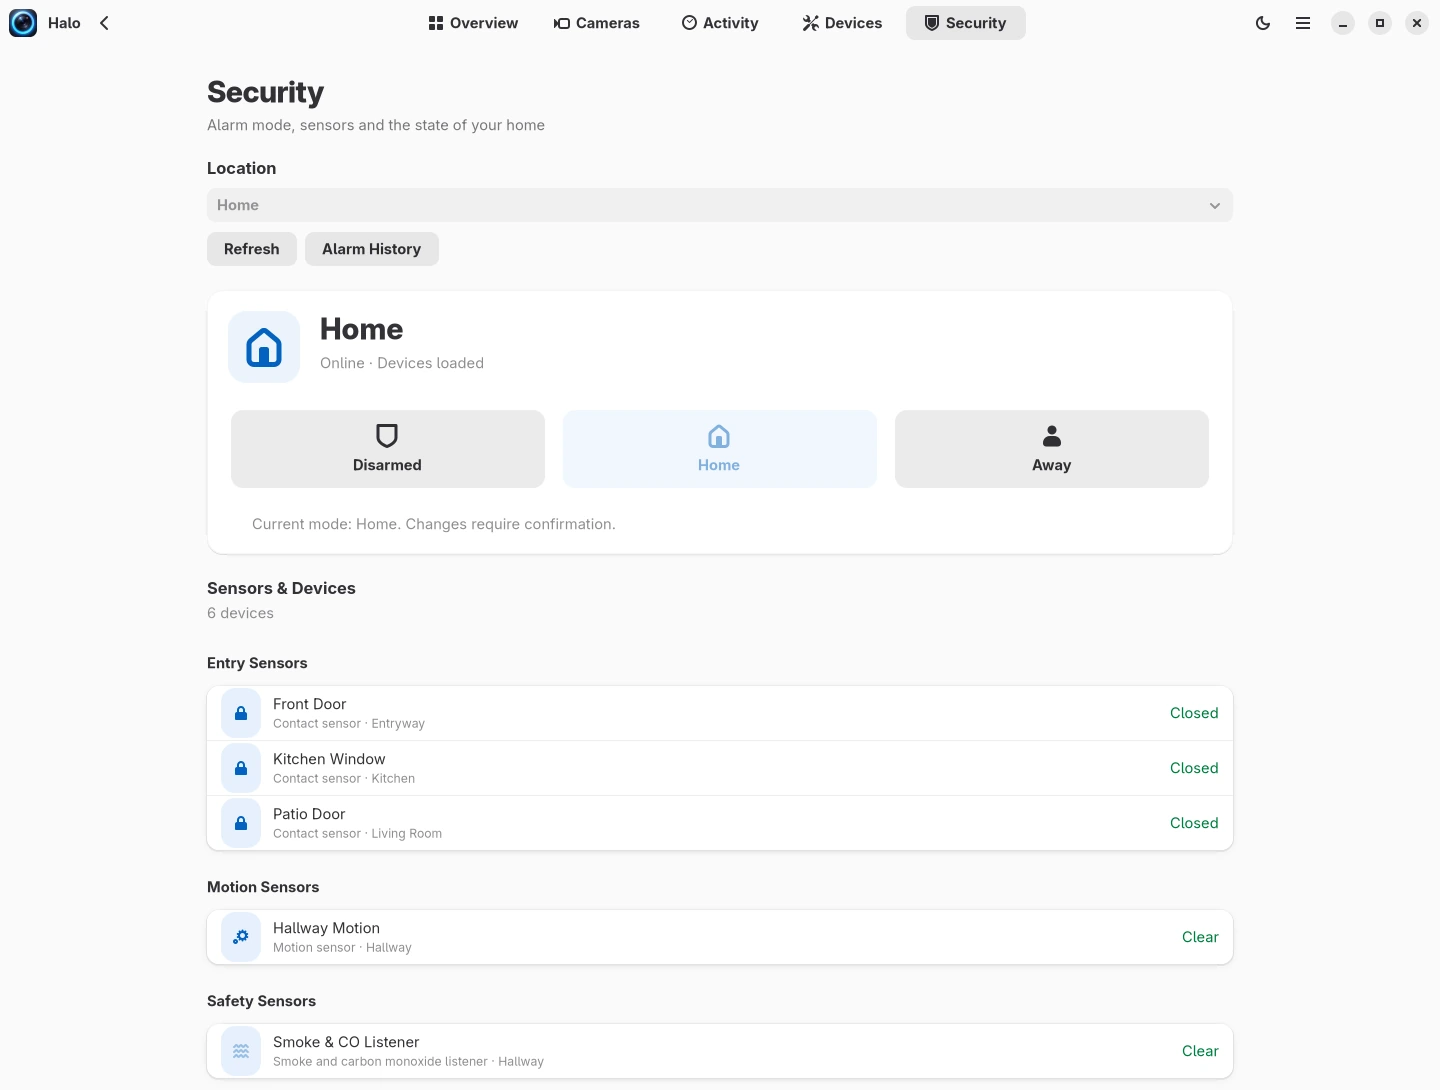 Halo
Overview
Cameras
Activity
Devices
Security
Security
Alarm mode, sensors and the state of your home
Location
Home
Refresh
Alarm History
Home
Online · Devices loaded
Disarmed
Home
Away
Current mode: Home. Changes require confirmation.
Sensors & Devices
6 devices
Entry Sensors
Front Door
Contact sensor · Entryway
Closed
Kitchen Window
Contact sensor · Kitchen
Closed
Patio Door
Contact sensor · Living Room
Closed
Motion Sensors
Hallway Motion
Motion sensor · Hallway
Clear
Safety Sensors
Smoke & CO Listener
Smoke and carbon monoxide listener · Hallway
Clear